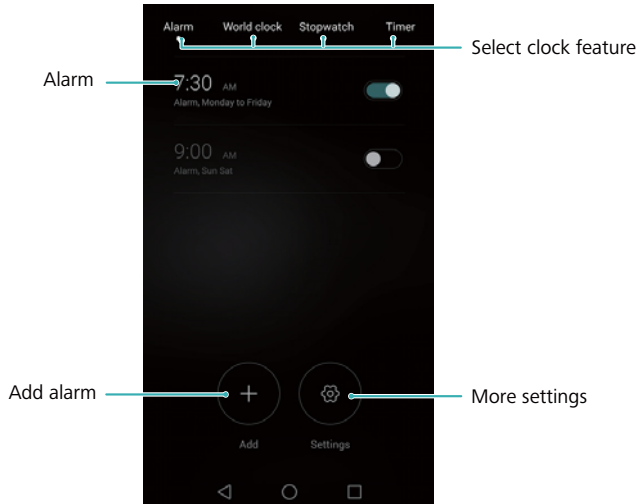 Alarm World clock Stopwatch Timer
Select clock feature
Alarm
7:30 AM
Alarm, Monday to Friday
9:00 AM
Alarm, Sun Sat
Add alarm
More settings
Add Settings